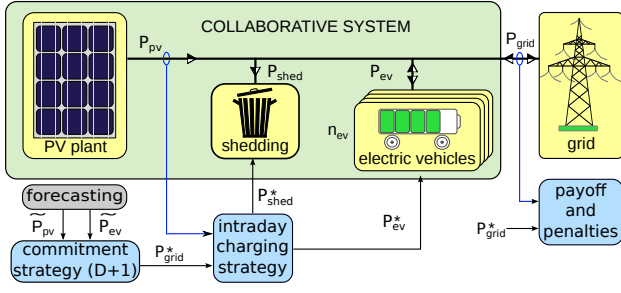 COLLABORATIVE SYSTEM
P_pv
P_grid
P_shed
P_ev
n_ev
PV plant
shedding
electric vehicles
grid
forecasting
P̃_pv
P̃_ev
commitment
strategy (D+1)
P*_grid
P*_shed
intraday
charging
strategy
P*_ev
payoff
and
penalties
P*_grid